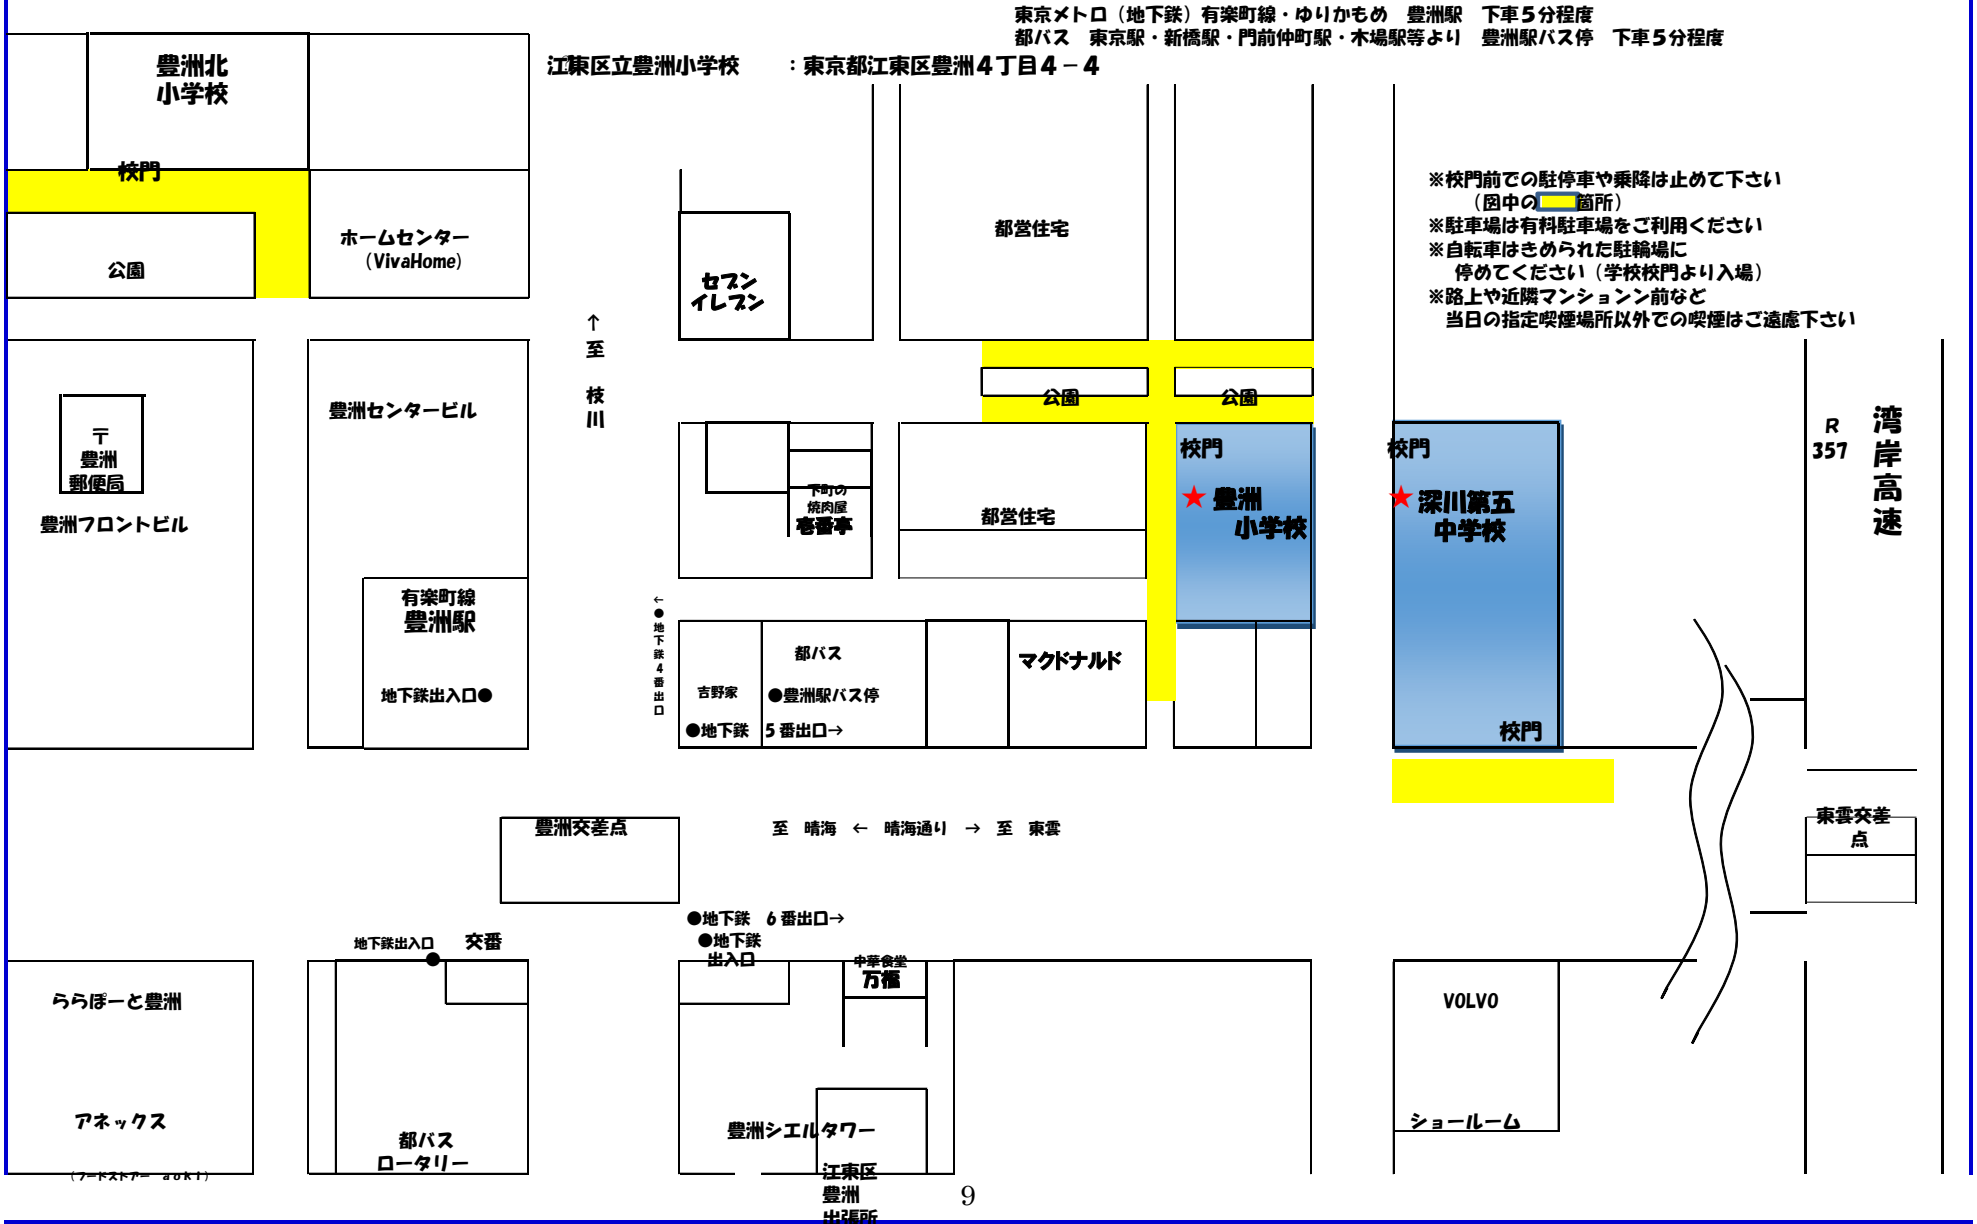 東京メトロ（地下鉄）有楽町線・ゆりかもめ　豊洲駅　下車５分程度
都バス　東京駅・新橋駅・門前仲町駅・木場駅等より　豊洲駅バス停　下車５分程度
江東区立豊洲小学校　　：東京都江東区豊洲４丁目４－４
豊洲北
小学校
校門
公園
ホームセンター
（VivaHome）
セブン
イレブン
都営住宅
※校門前での駐停車や乗降は止めて下さい
（図中の　　箇所）
※駐車場は有料駐車場をご利用ください
※自転車はきめられた駐輪場に
停めてください（学校校門より入場）
※路上や近隣マンションン前など
当日の指定喫煙場所以外での喫煙はご遠慮下さい
↑至　枝川
〒
豊洲
郵便局
豊洲フロントビル
豊洲センタービル
公園
公園
下町の
焼肉屋
壱番亭
都営住宅
校門
★豊洲
小学校
校門
★深川第五
中学校
校門
R
357
湾岸高速
有楽町線
豊洲駅
地下鉄出入口●
←●地下鉄４番出口
吉野家
都バス
●豊洲駅バス停
●地下鉄　５番出口→
マクドナルド
豊洲交差点
至　晴海　←　晴海通り　→　至　東雲
東雲交差
点
●地下鉄　６番出口→
●地下鉄
出入口
地下鉄出入口
●
交番
中華食堂
万福
ららぽーと豊洲
アネックス
（フードストアー　ａｏｋｉ）
都バス
ロータリー
豊洲シエルタワー
江東区
豊洲
出張所
VOLVO
ショールーム
9